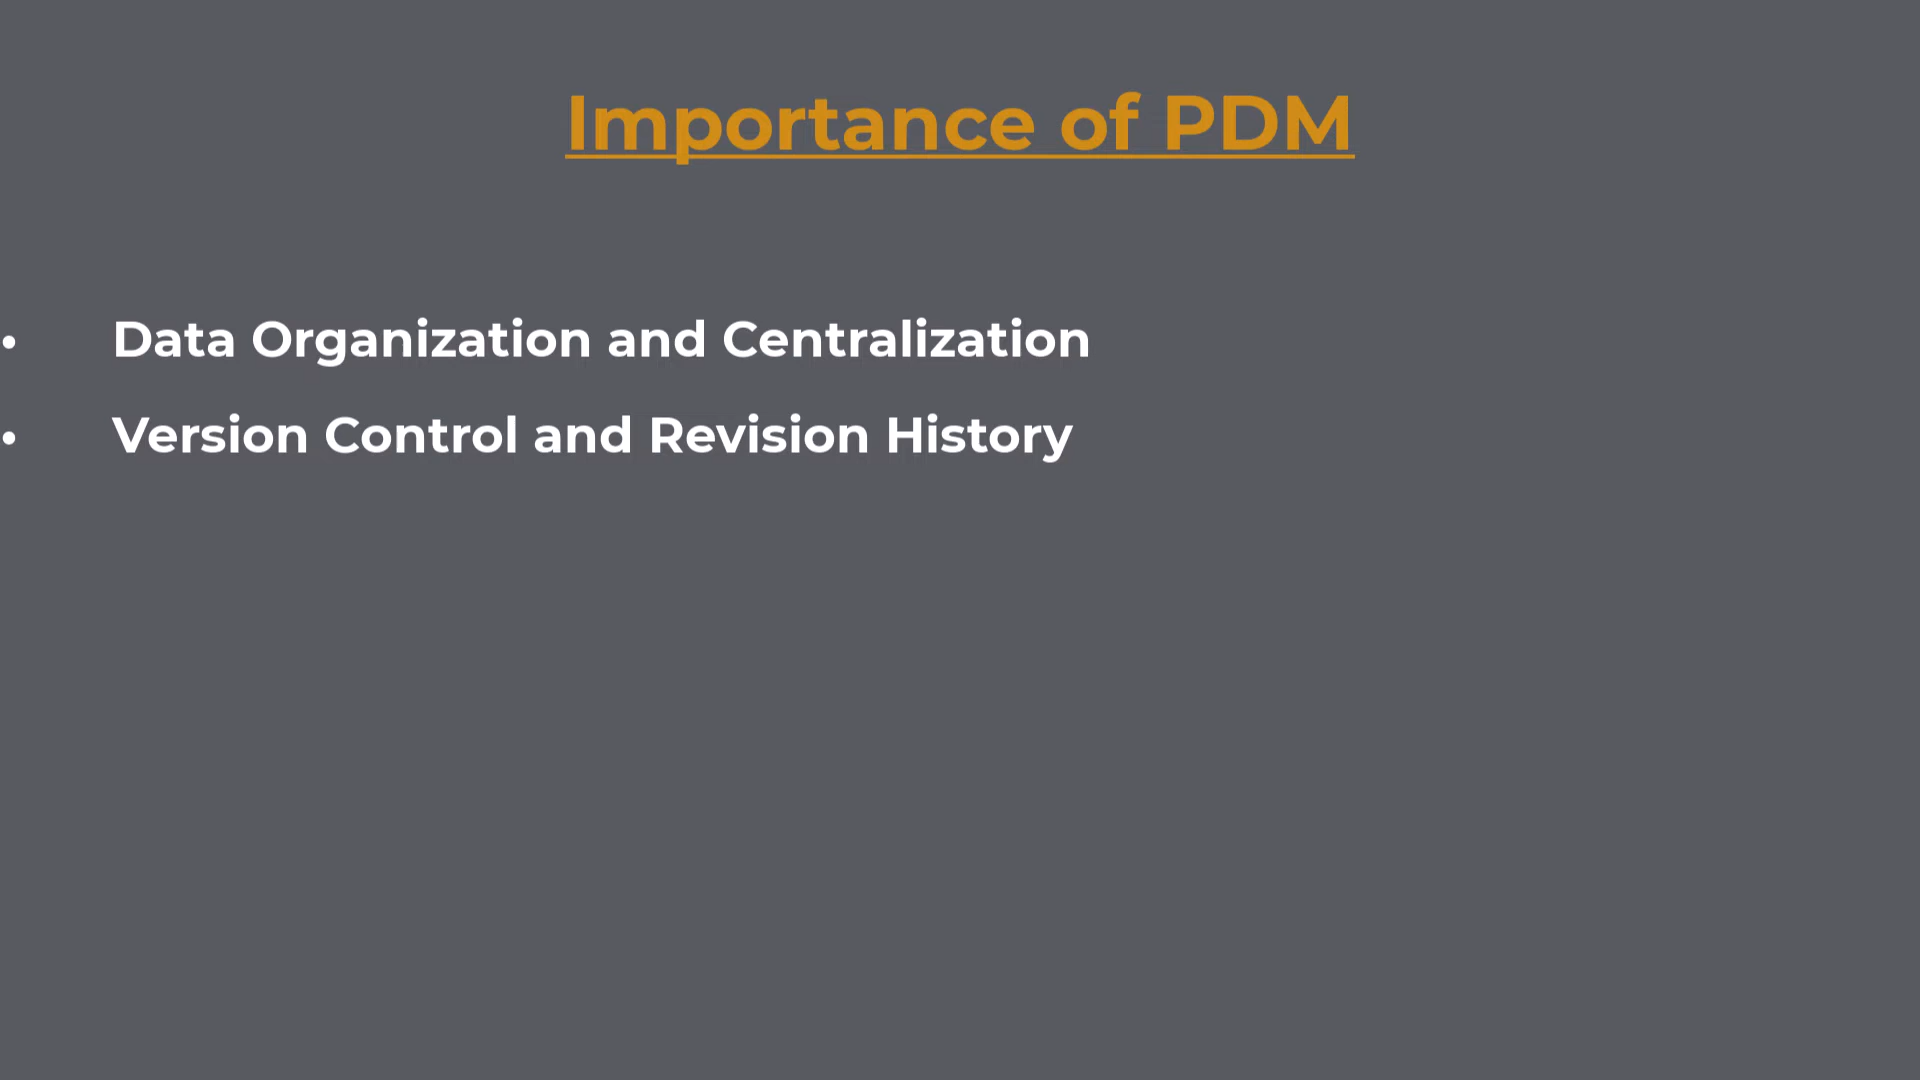 Importance of PDM
• Data Organization and Centralization
• Version Control and Revision History